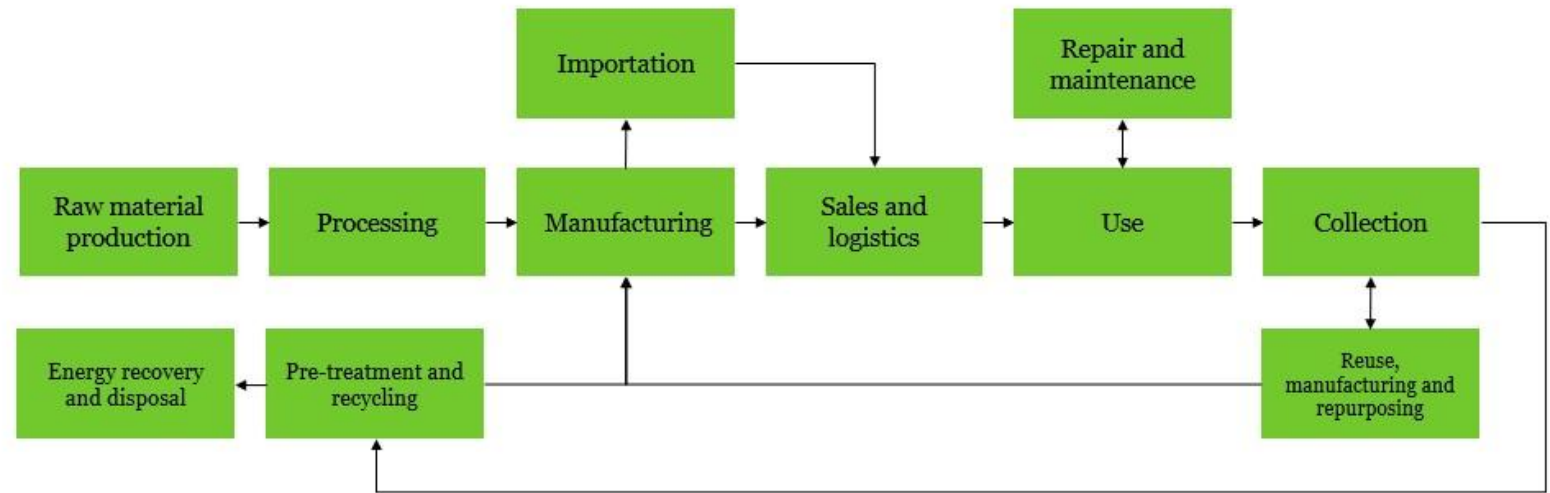 Importation
Repair and
maintenance
Raw material
production
Processing
Manufacturing
Sales and
logistics
Use
Collection
Energy recovery
and disposal
Pre-treatment and
recycling
Reuse,
manufacturing and
repurposing